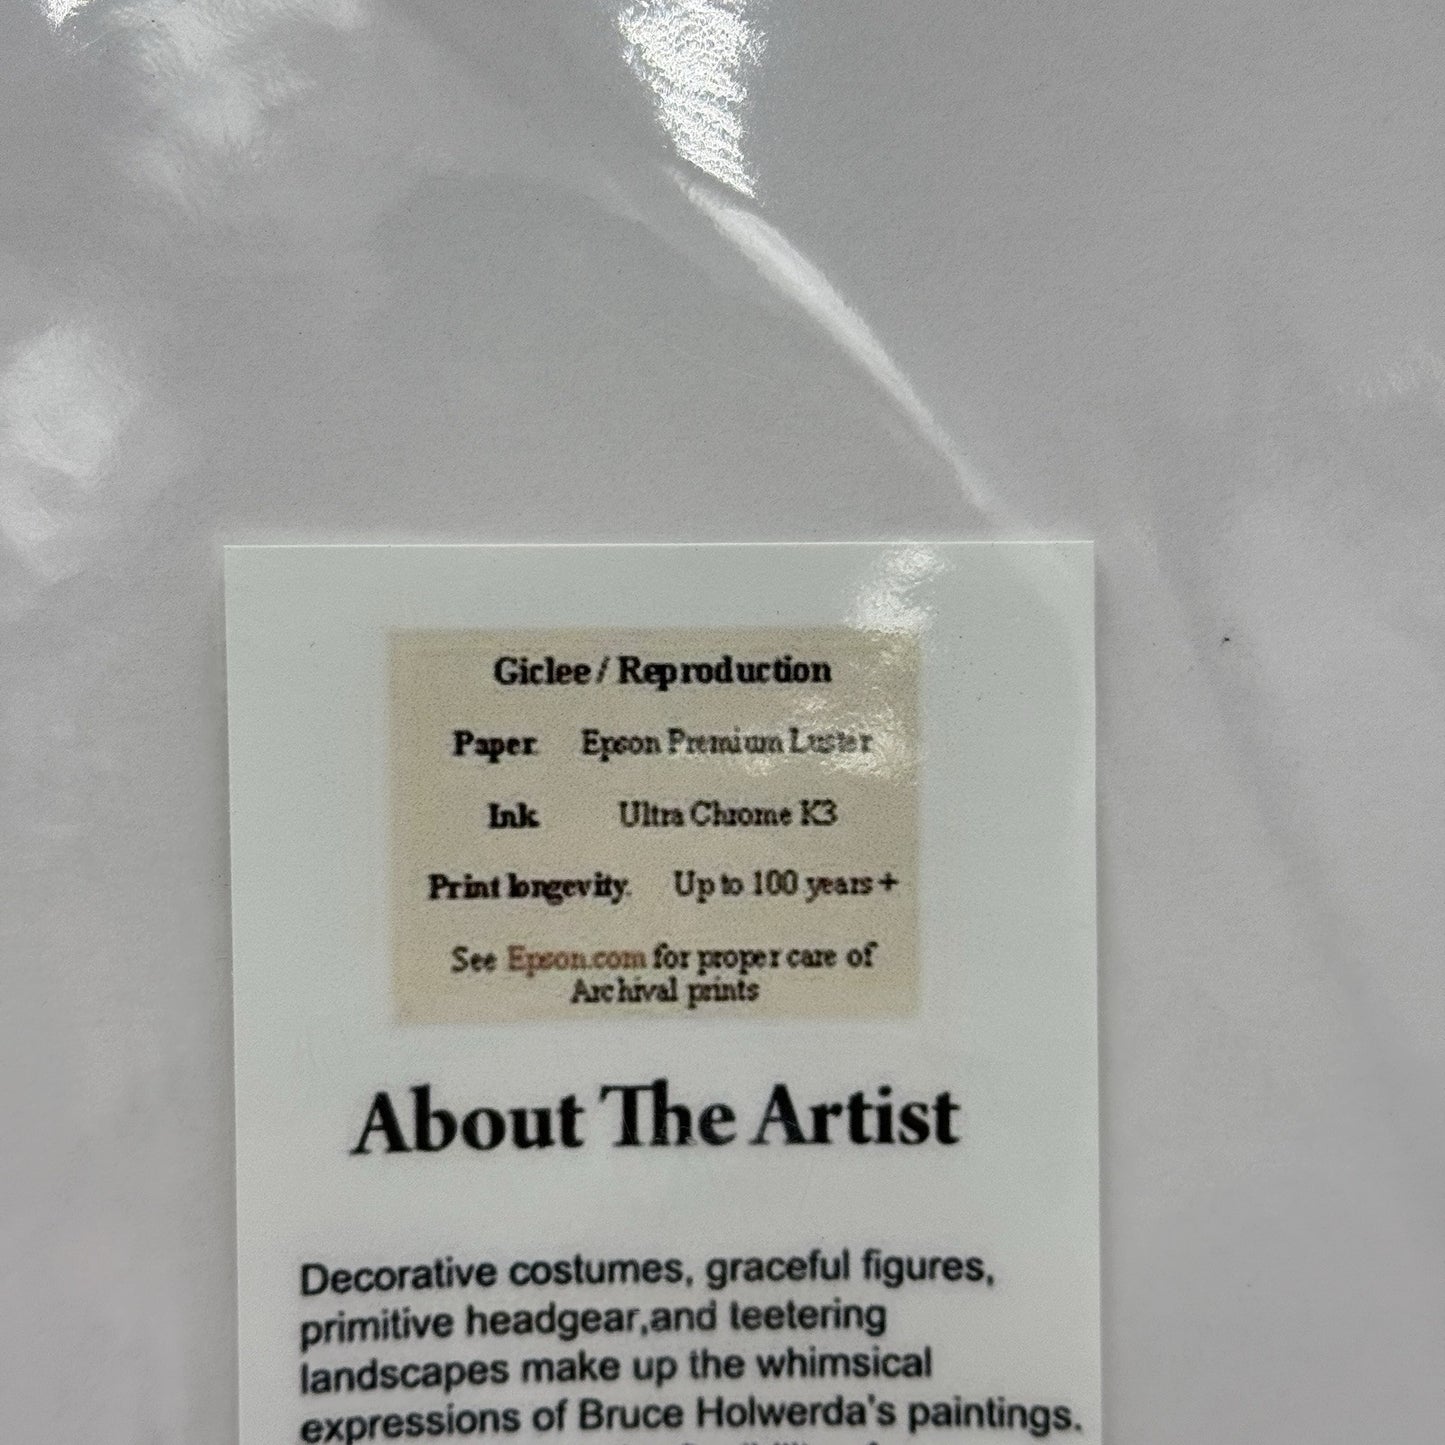 Giclee / Reproduction
Paper Epson Premium Luster
Ink Ultra Chrome K3
Print longevity. Up to 100 years +
See Epson.com for proper care of
Archival prints
About The Artist
Decorative costumes, graceful figures,
primitive headgear,and teetering
landscapes make up the whimsical
expressions of Bruce Holwerda's paintings.